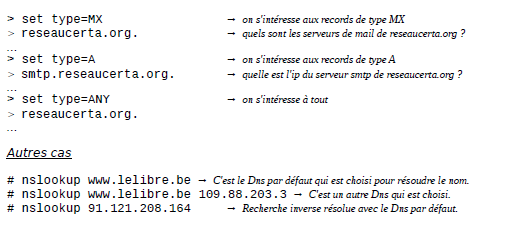 > set type=MX → on s'intéresse aux records de type MX
> reseaucerta.org. → quels sont les serveurs de mail de reseaucerta.org ?
...
> set type=A → on s'intéresse aux records de type A
> smtp.reseaucerta.org. → quelle est l'ip du serveur smtp de reseaucerta.org ?
...
> set type=ANY → on s'intéresse à tout
> reseaucerta.org.
...
Autres cas
# nslookup www.lelibre.be → C'est le Dns par défaut qui est choisi pour résoudre le nom.
# nslookup www.lelibre.be 109.88.203.3 → C'est un autre Dns qui est choisi.
# nslookup 91.121.208.164 → Recherche inverse résolue avec le Dns par défaut.